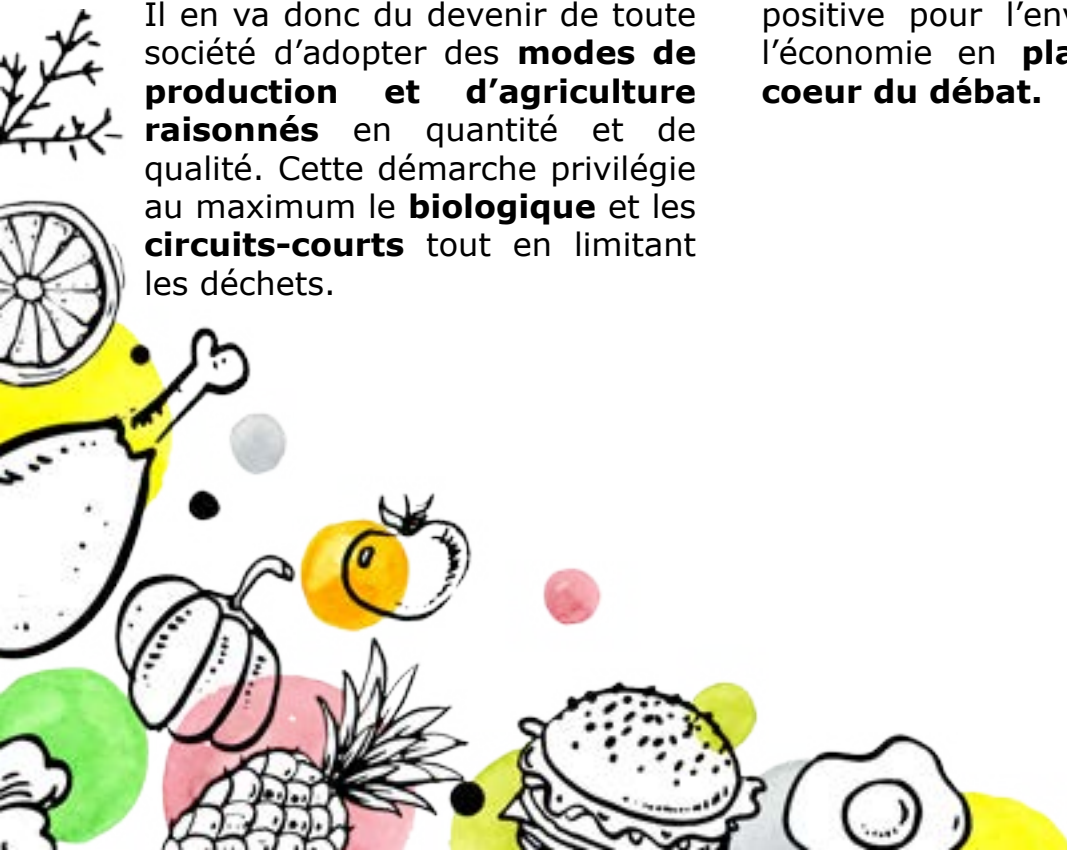 Il en va donc du devenir de toute
société d’adopter des modes de
production et d’agriculture
raisonnés en quantité et de
qualité. Cette démarche privilégie
au maximum le biologique et les
circuits-courts tout en limitant
les déchets.
positive pour l’
l’économie en
coeur du débat.